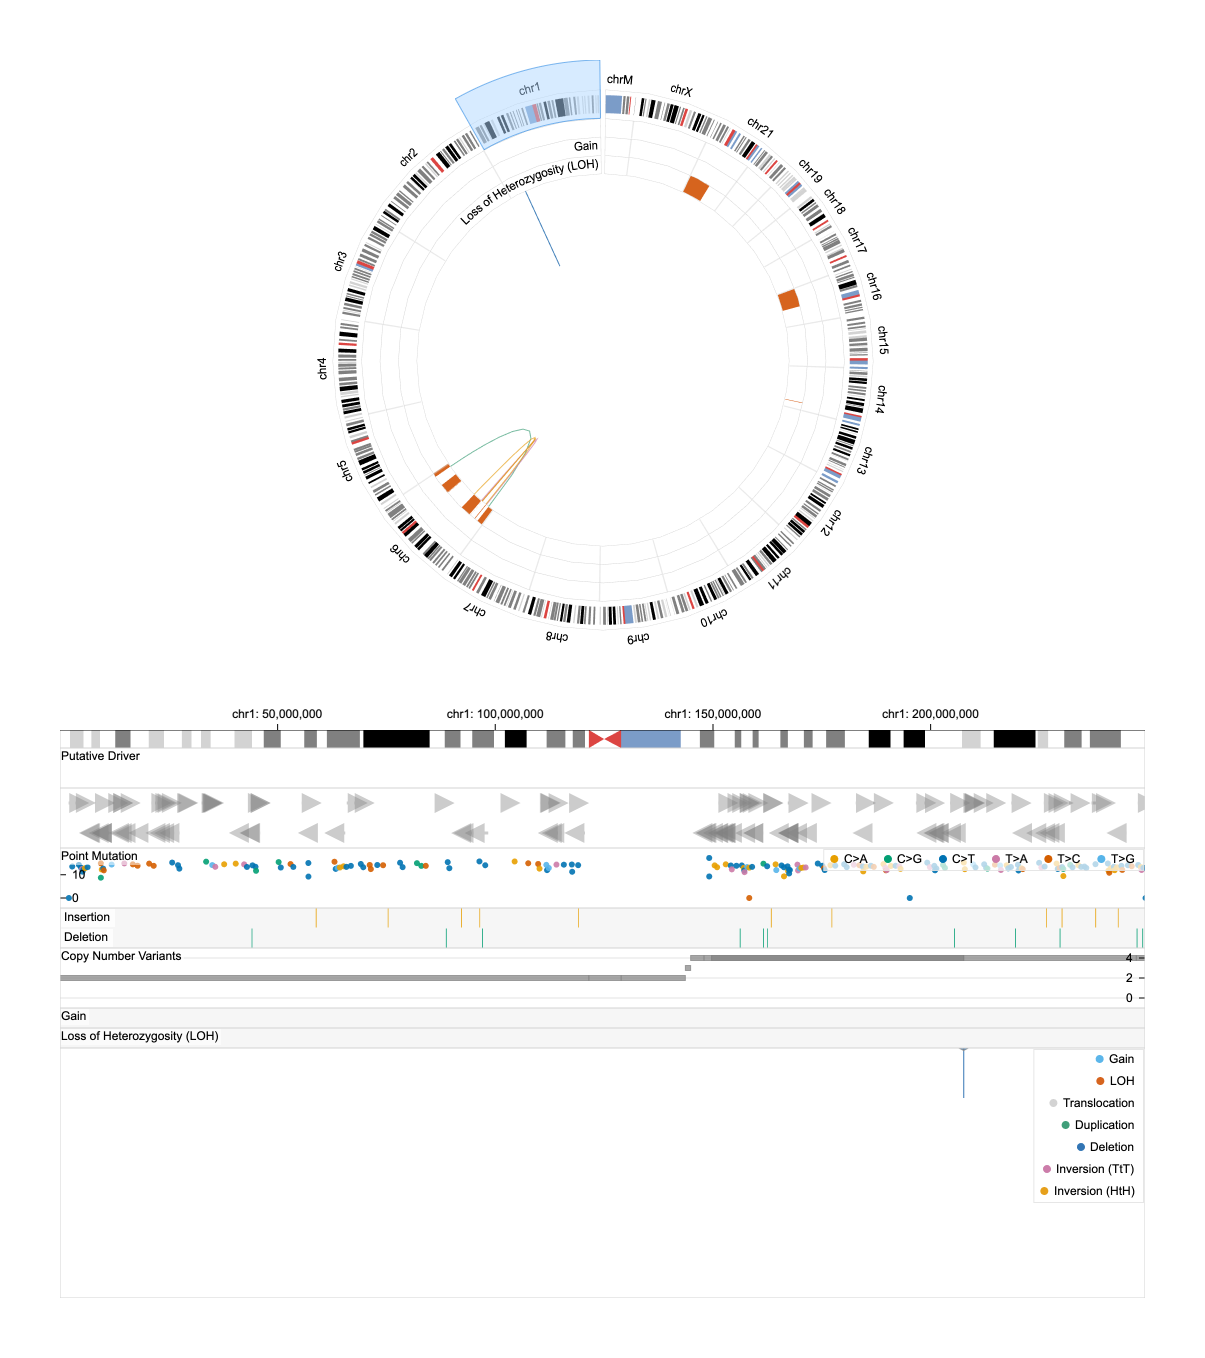 chrM
chrX
chr21
chr19
chr18
chr17
chr16
chr15
chr14
chr13
chr12
chr11
chr10
chr9
chr8
chr7
chr6
chr5
chr4
chr3
chr2
chr1
Gain
Loss of Heterozygosity (LOH)
chr1: 50,000,000
chr1: 100,000,000
chr1: 150,000,000
chr1: 200,000,000
Putative Driver
Point Mutation
C>A
C>G
C>T
T>A
T>C
T>G
10
0
Insertion
Deletion
Copy Number Variants
4
2
0
Gain
Loss of Heterozygosity (LOH)
Gain
LOH
Translocation
Duplication
Deletion
Inversion (TtT)
Inversion (HtH)